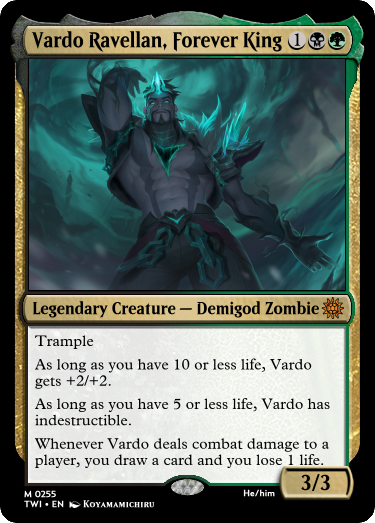 Vardo Ravellan, Forever King 1
Legendary Creature — Demigod Zombie
Trample
As long as you have 10 or less life, Vardo
gets +2/+2.
As long as you have 5 or less life, Vardo has
indestructible.
Whenever Vardo deals combat damage to a
player, you draw a card and you lose 1 life.
3/3
M 0255
He/him
TWI • EN Koyamamichiru